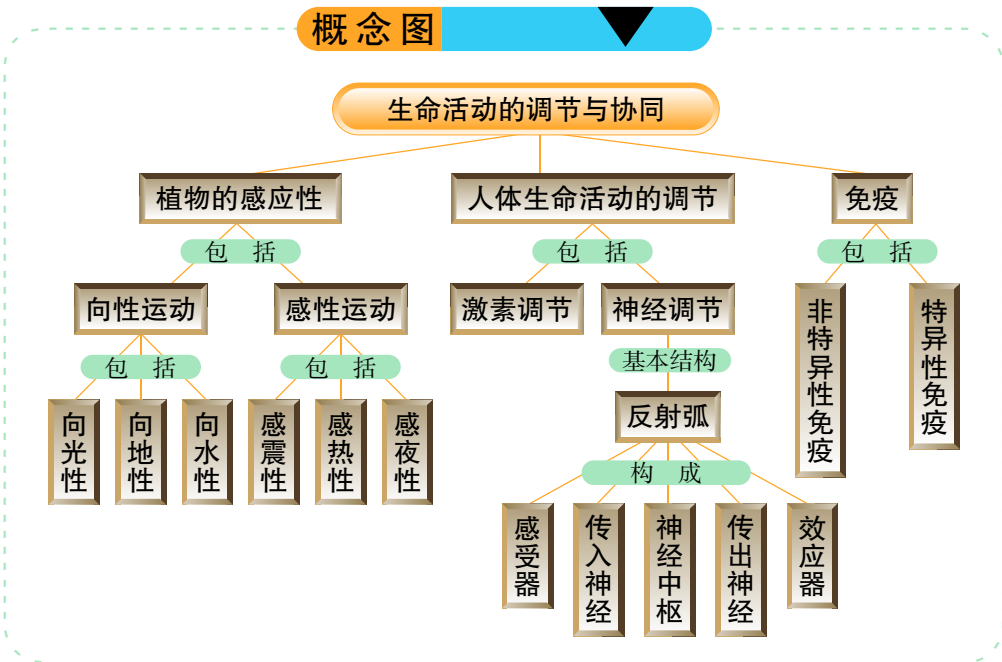 概念图
生命活动的调节与协同
植物的感应性
人体生命活动的调节
免疫
包 括
包 括
包 括
向性运动
感性运动
激素调节
神经调节
非特异性免疫
特异性免疫
包 括
包 括
基本结构
向光性
向地性
向水性
感震性
感热性
感夜性
反射弧
构 成
感受器
传入神经
神经中枢
传出神经
效应器